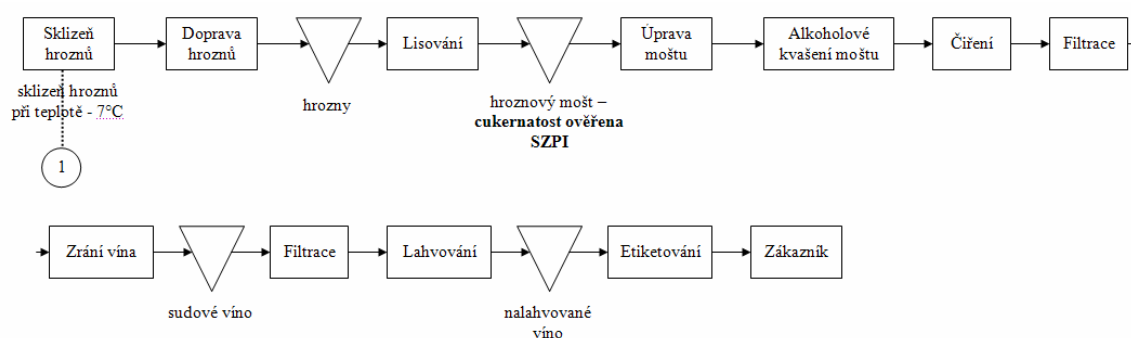 Sklizeň
hroznů
Doprava
hroznů
Lisování
Úprava
moštu
Alkoholové
kvašení moštu
Čiření
Filtrace
sklizeň hroznů
při teplotě - 7°C
hrozny
hroznový mošt –
cukernatost ověřena
SZPI
1
Zrání vína
Filtrace
Lahvování
Etiketování
Zákazník
sudové víno
nalahvované
víno